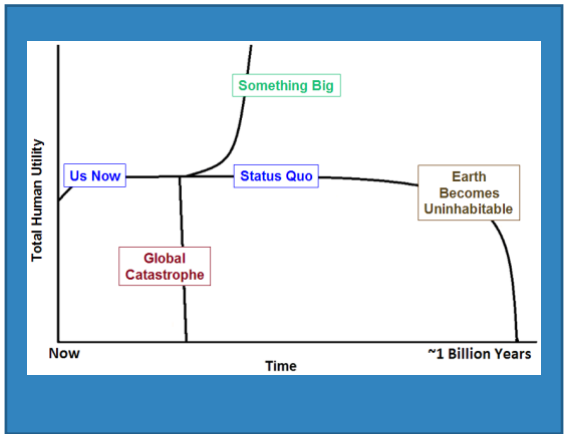 Something Big
Us Now
Status Quo
Earth
Becomes
Uninhabitable
Global
Catastrophe
Total Human Utility
Now
~1 Billion Years
Time